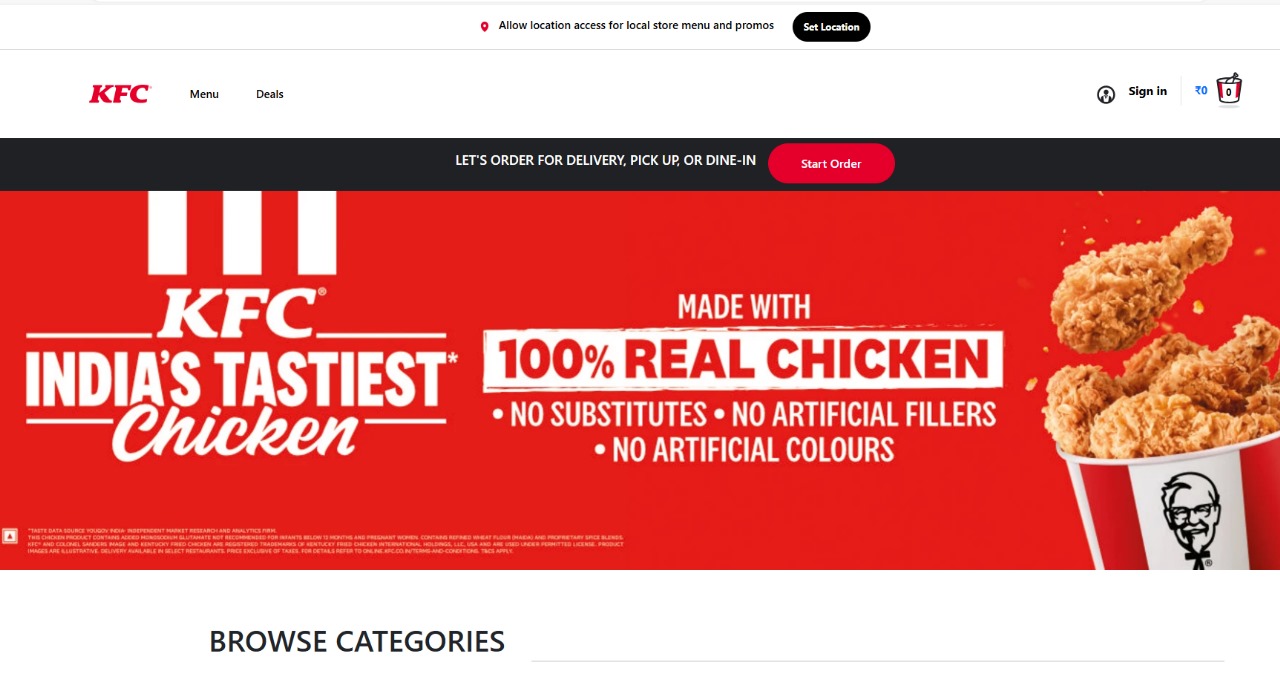 Allow location access for local store menu and promos Set Location
KFC Menu Deals Sign in ₹0 0
LET'S ORDER FOR DELIVERY, PICK UP, OR DINE-IN Start Order
KFC®
INDIA'S TASTIEST*
Chicken
MADE WITH
100% REAL CHICKEN
• NO SUBSTITUTES • NO ARTIFICIAL FILLERS
• NO ARTIFICIAL COLOURS
*TASTE DATA SOURCE YOUGOV INDIA: INDEPENDENT MARKET RESEARCH AND ANALYTICS FIRM.
THIS CHICKEN PRODUCT CONTAINS ADDED MONOSODIUM GLUTAMATE NOT RECOMMENDED FOR INFANTS BELOW 12 MONTHS AND PREGNANT WOMEN. CONTAINS REFINED WHEAT FLOUR (MAIDA) AND PROPRIETARY SPICE BLENDS.
KFC® AND COLONEL SANDERS IMAGE AND KENTUCKY FRIED CHICKEN ARE REGISTERED TRADEMARKS OF KENTUCKY FRIED CHICKEN INTERNATIONAL HOLDINGS, LLC, USA AND ARE USED UNDER PERMITTED LICENSE. PRODUCT
IMAGES ARE ILLUSTRATIVE. DELIVERY AVAILABLE IN SELECT RESTAURANTS. PRICE EXCLUSIVE OF TAXES. FOR DETAILS REFER TO ONLINE.KFC.CO.IN/TERMS-AND-CONDITIONS. T&CS APPLY.
BROWSE CATEGORIES